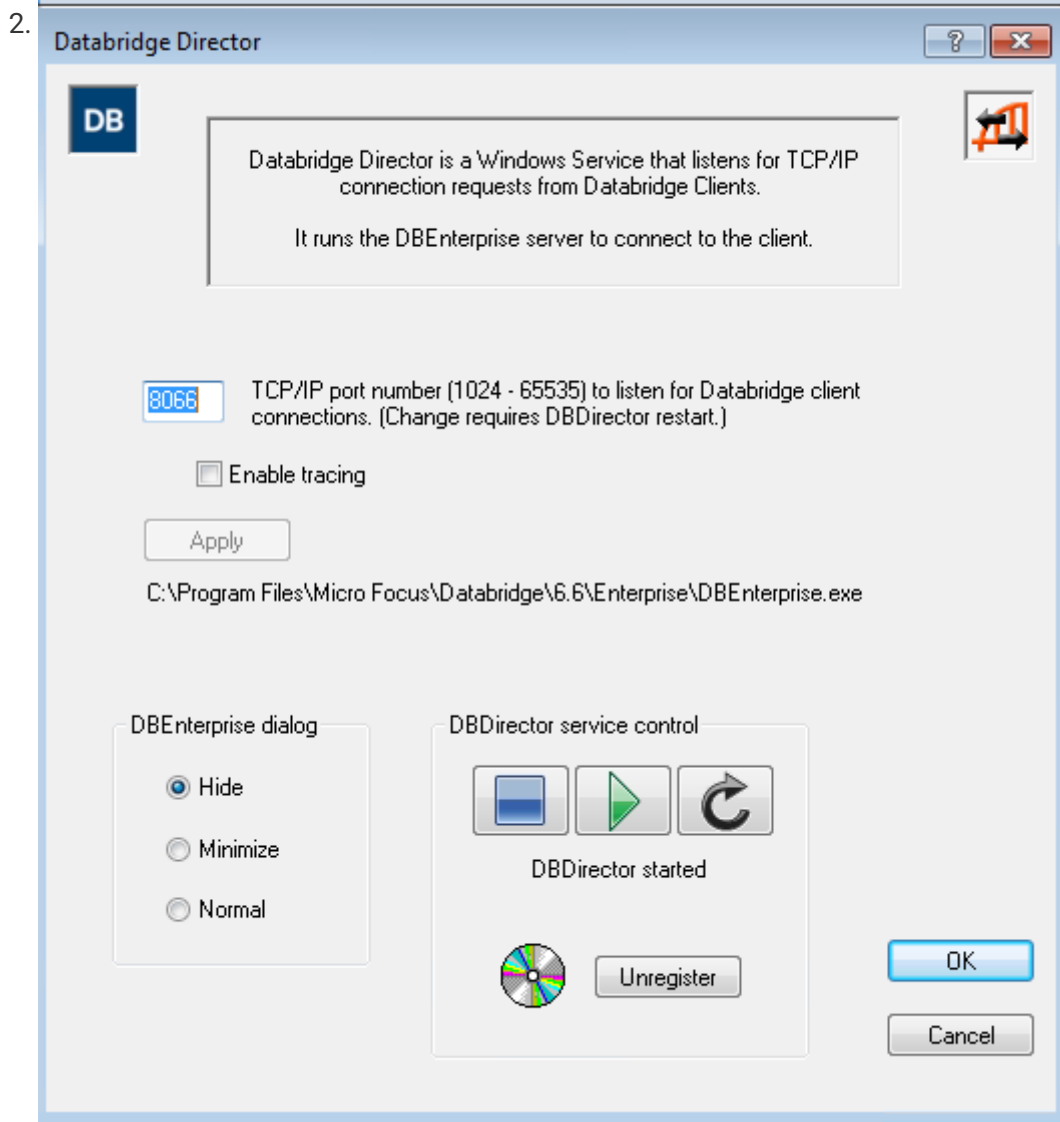 2.
Databridge Director
DB
Databridge Director is a Windows Service that listens for TCP/IP
connection requests from Databridge Clients.
It runs the DBEnterprise server to connect to the client.
8066
TCP/IP port number (1024 - 65535) to listen for Databridge client
connections. (Change requires DBDirector restart.)
Enable tracing
Apply
C:\Program Files\Micro Focus\Databridge\6.6\Enterprise\DBEnterprise.exe
DBEnterprise dialog
Hide
Minimize
Normal
DBDirector service control
DBDirector started
Unregister
OK
Cancel